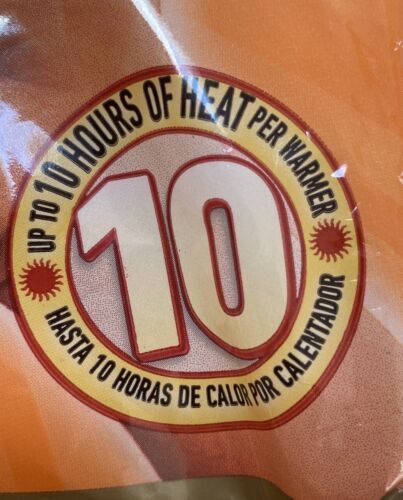 UP TO 10 HOURS OF HEAT PER WARMER
10
HASTA 10 HORAS DE CALOR POR CALENTADOR